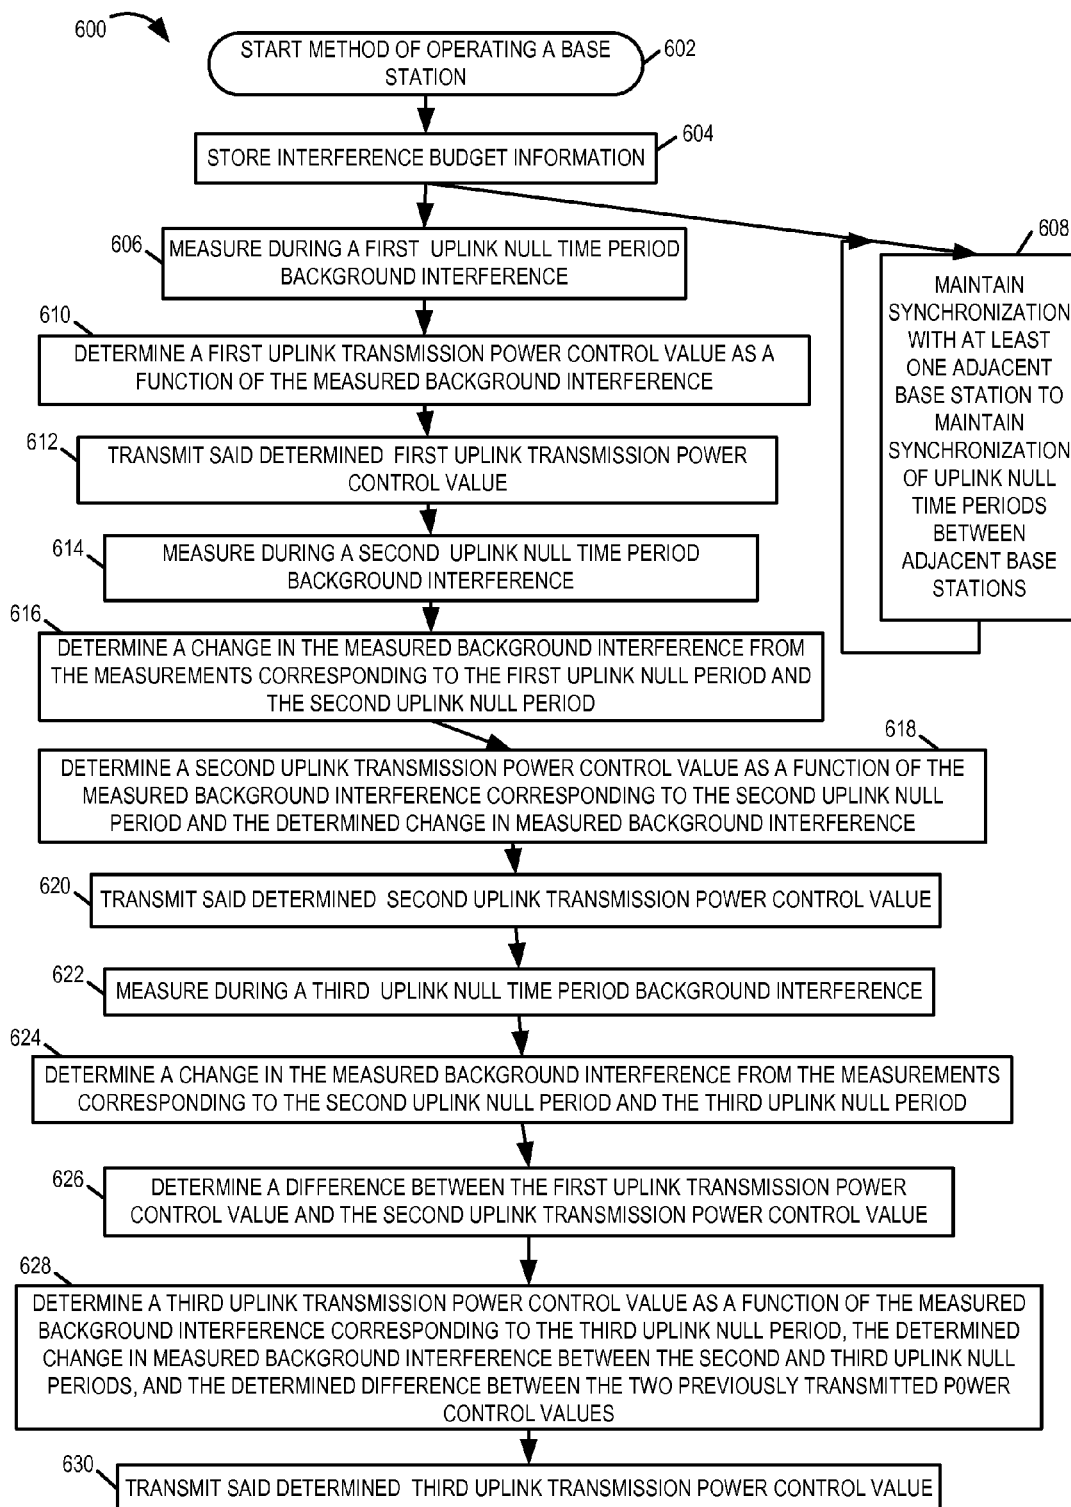 600
START METHOD OF OPERATING A BASE
STATION
602
STORE INTERFERENCE BUDGET INFORMATION
604
606
MEASURE DURING A FIRST UPLINK NULL TIME PERIOD
BACKGROUND INTERFERENCE
608
MAINTAIN
SYNCHRONIZATION
WITH AT LEAST
ONE ADJACENT
BASE STATION TO
MAINTAIN
SYNCHRONIZATION
OF UPLINK NULL
TIME PERIODS
BETWEEN
ADJACENT BASE
STATIONS
610
DETERMINE A FIRST UPLINK TRANSMISSION POWER CONTROL VALUE AS A
FUNCTION OF THE MEASURED BACKGROUND INTERFERENCE
612
TRANSMIT SAID DETERMINED FIRST UPLINK TRANSMISSION POWER
CONTROL VALUE
614
MEASURE DURING A SECOND UPLINK NULL TIME PERIOD
BACKGROUND INTERFERENCE
616
DETERMINE A CHANGE IN THE MEASURED BACKGROUND INTERFERENCE FROM
THE MEASUREMENTS CORRESPONDING TO THE FIRST UPLINK NULL PERIOD AND
THE SECOND UPLINK NULL PERIOD
618
DETERMINE A SECOND UPLINK TRANSMISSION POWER CONTROL VALUE AS A FUNCTION OF THE
MEASURED BACKGROUND INTERFERENCE CORRESPONDING TO THE SECOND UPLINK NULL
PERIOD AND THE DETERMINED CHANGE IN MEASURED BACKGROUND INTERFERENCE
620
TRANSMIT SAID DETERMINED SECOND UPLINK TRANSMISSION POWER CONTROL VALUE
622
MEASURE DURING A THIRD UPLINK NULL TIME PERIOD BACKGROUND INTERFERENCE
624
DETERMINE A CHANGE IN THE MEASURED BACKGROUND INTERFERENCE FROM THE MEASUREMENTS
CORRESPONDING TO THE SECOND UPLINK NULL PERIOD AND THE THIRD UPLINK NULL PERIOD
626
DETERMINE A DIFFERENCE BETWEEN THE FIRST UPLINK TRANSMISSION POWER
CONTROL VALUE AND THE SECOND UPLINK TRANSMISSION POWER CONTROL VALUE
628
DETERMINE A THIRD UPLINK TRANSMISSION POWER CONTROL VALUE AS A FUNCTION OF THE MEASURED
BACKGROUND INTERFERENCE CORRESPONDING TO THE THIRD UPLINK NULL PERIOD, THE DETERMINED
CHANGE IN MEASURED BACKGROUND INTERFERENCE BETWEEN THE SECOND AND THIRD UPLINK NULL
PERIODS, AND THE DETERMINED DIFFERENCE BETWEEN THE TWO PREVIOUSLY TRANSMITTED P0WER
CONTROL VALUES
630
TRANSMIT SAID DETERMINED THIRD UPLINK TRANSMISSION POWER CONTROL VALUE